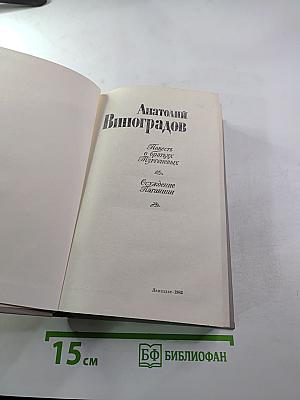 Анатолий
Виноградов
Повесть
о братьях
Тургеневых
Осуждение
Паганини
15 см
БФ БИБЛИОФАН